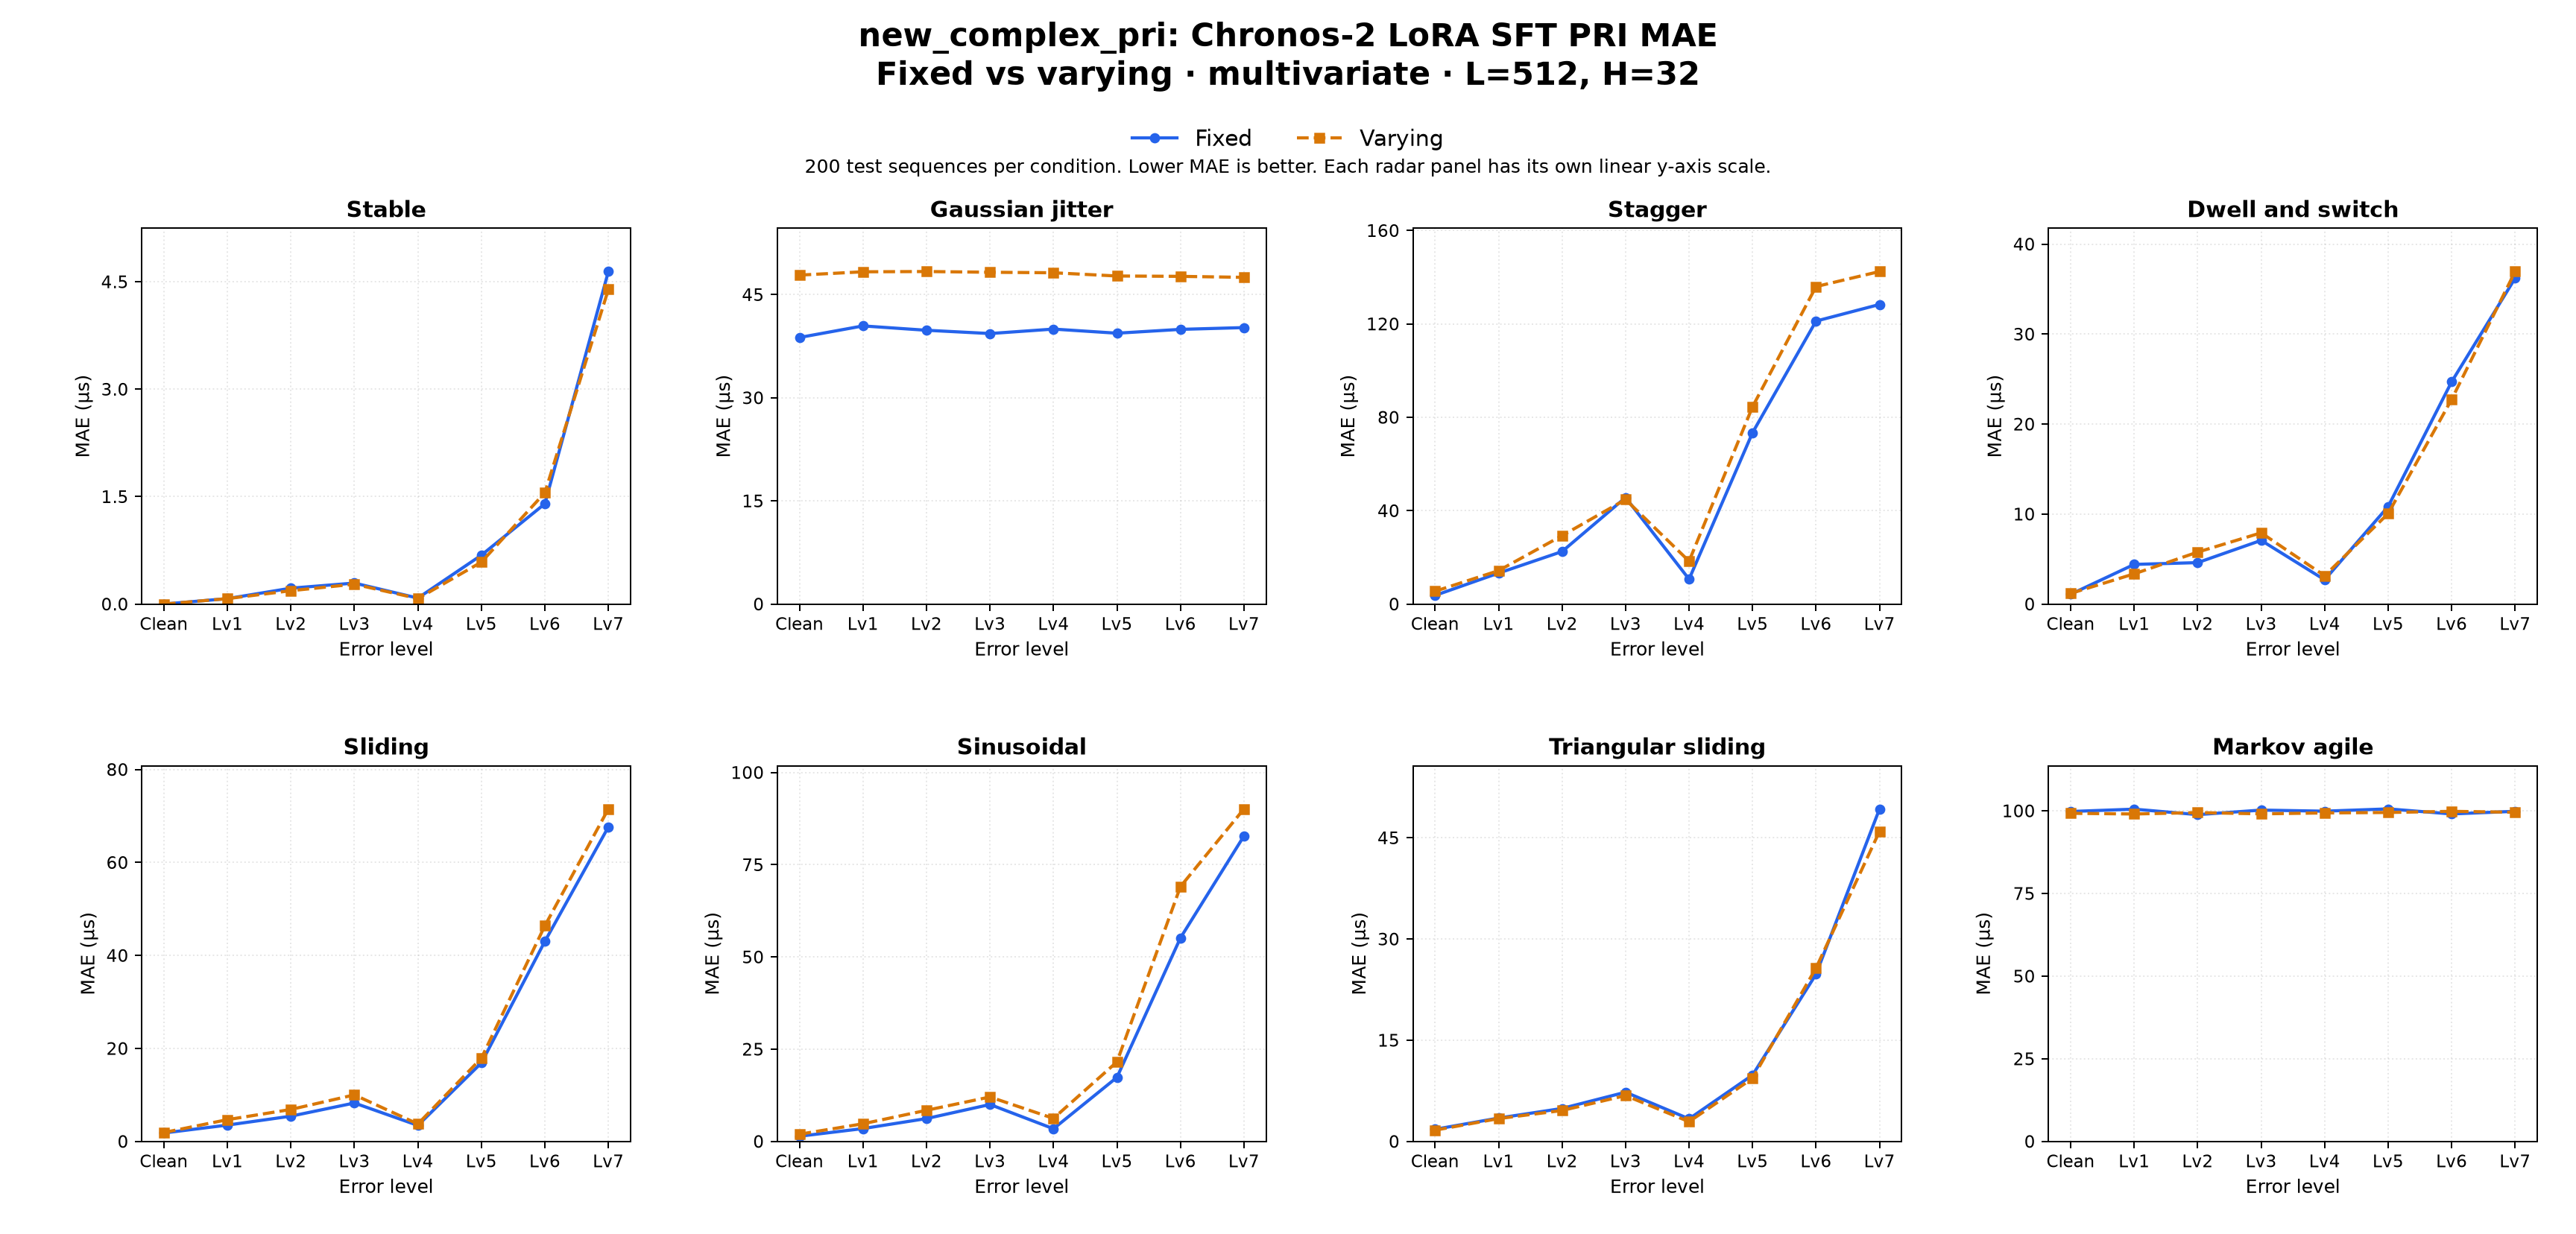 new_complex_pri: Chronos-2 LoRA SFT PRI MAE
Fixed vs varying · multivariate · L=512, H=32
Fixed Varying
200 test sequences per condition. Lower MAE is better. Each radar panel has its own linear y-axis scale.
Stable
MAE (µs)
4.5
3.0
1.5
0.0
Clean Lv1 Lv2 Lv3 Lv4 Lv5 Lv6 Lv7
Error level
Gaussian jitter
MAE (µs)
45
30
15
0
Clean Lv1 Lv2 Lv3 Lv4 Lv5 Lv6 Lv7
Error level
Stagger
MAE (µs)
160
120
80
40
0
Clean Lv1 Lv2 Lv3 Lv4 Lv5 Lv6 Lv7
Error level
Dwell and switch
MAE (µs)
40
30
20
10
0
Clean Lv1 Lv2 Lv3 Lv4 Lv5 Lv6 Lv7
Error level
Sliding
MAE (µs)
80
60
40
20
0
Clean Lv1 Lv2 Lv3 Lv4 Lv5 Lv6 Lv7
Error level
Sinusoidal
MAE (µs)
100
75
50
25
0
Clean Lv1 Lv2 Lv3 Lv4 Lv5 Lv6 Lv7
Error level
Triangular sliding
MAE (µs)
45
30
15
0
Clean Lv1 Lv2 Lv3 Lv4 Lv5 Lv6 Lv7
Error level
Markov agile
MAE (µs)
100
75
50
25
0
Clean Lv1 Lv2 Lv3 Lv4 Lv5 Lv6 Lv7
Error level